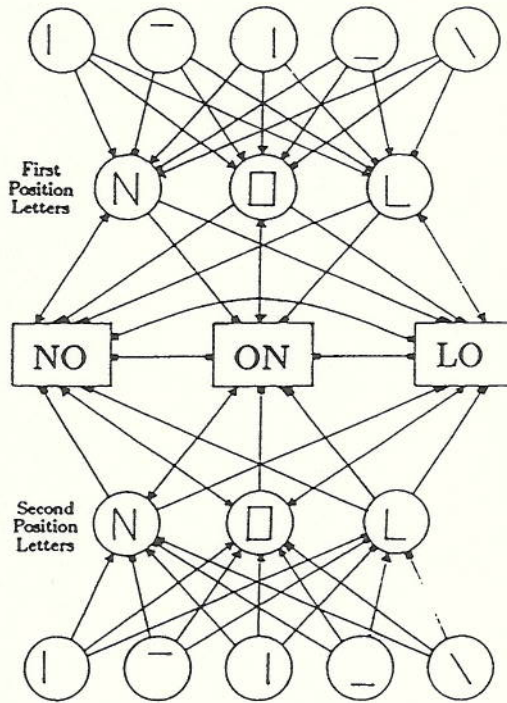 First
Position
Letters
N O L
NO ON LO
Second
Position
Letters
N O L